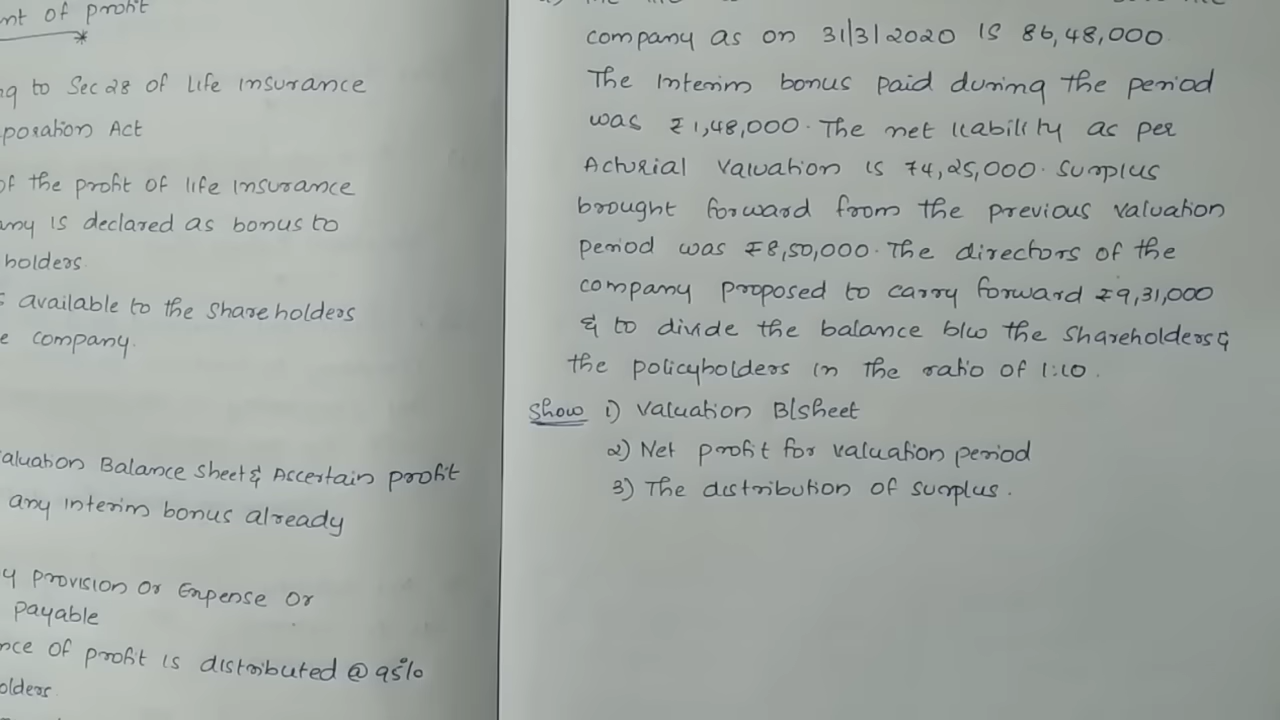 nt of profit
ng to Sec 28 of life insurance
poration Act
of the profit of life insurance
any is declared as bonus to
holders
s available to the shareholders
e company.
aluation Balance sheet & Ascertain profit
any interim bonus already
y provision or Expense or
payable
nce of profit is distributed @ 95%
olders
company as on 31/3/2020 is 86,48,000
The Interim bonus paid during the period
was ₹1,48,000. The net liability as per
Acturial valuation is 74,25,000. Surplus
brought forward from the previous valuation
period was ₹8,50,000. The directors of the
company proposed to carry forward ₹9,31,000
& to divide the balance b/w the shareholders &
the policyholders in the ratio of 1:10.
Show 1) Valuation B/sheet
2) Net profit for valuation period
3) The distribution of surplus.